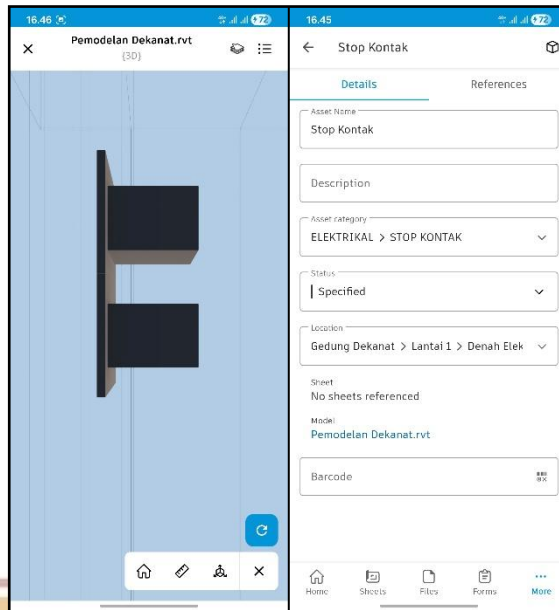 16.46
72
Pemodelan Dekanat.rvt
{3D}
16.45
72
Stop Kontak
Details
References
Asset Name
Stop Kontak
Description
Asset category
ELEKTRIKAL > STOP KONTAK
Status
Specified
Location
Gedung Dekanat > Lantai 1 > Denah Elek
Sheet
No sheets referenced
Model
Pemodelan Dekanat.rvt
Barcode
Home
Sheets
Files
Forms
More